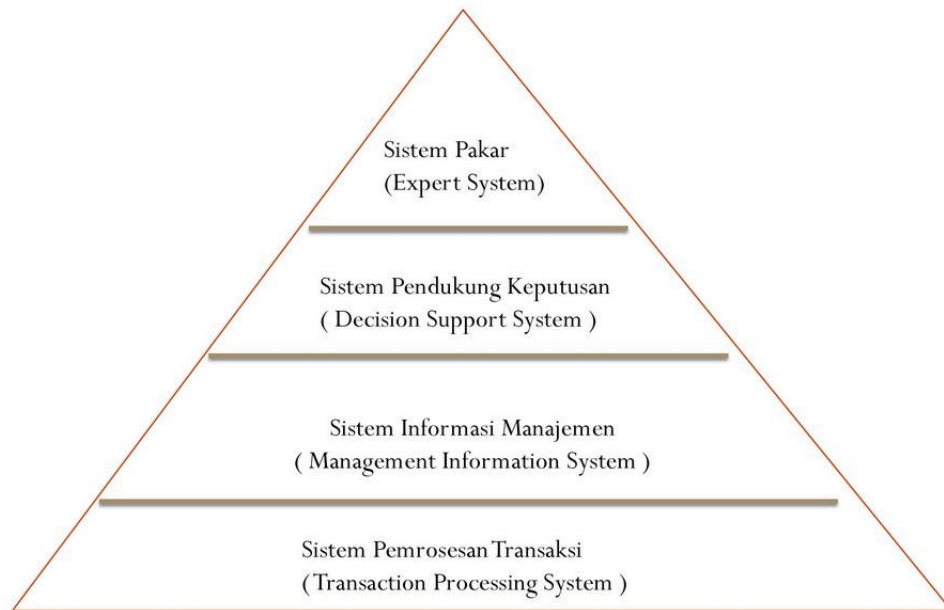 Sistem Pakar
(Expert System)
Sistem Pendukung Keputusan
( Decision Support System )
Sistem Informasi Manajemen
( Management Information System )
Sistem Pemrosesan Transaksi
( Transaction Processing System )